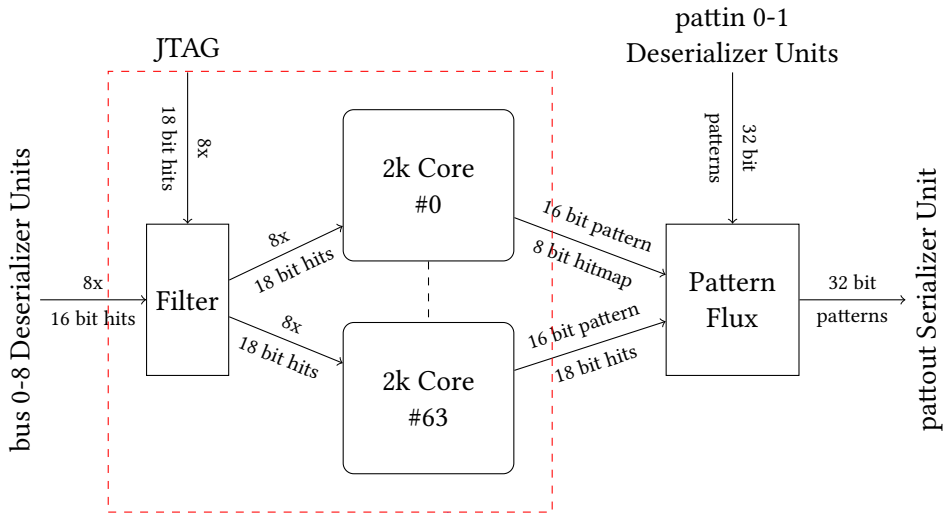 pattin 0-1
Deserializer Units
JTAG
8x
18 bit hits
32 bit
patterns
2k Core
#0
bus 0-8 Deserializer Units
8x
16 bit hits
Filter
8x
18 bit hits
8x
18 bit hits
16 bit pattern
8 bit hitmap
16 bit pattern
18 bit hits
Pattern
Flux
32 bit
patterns
pattout Serializer Unit
2k Core
#63